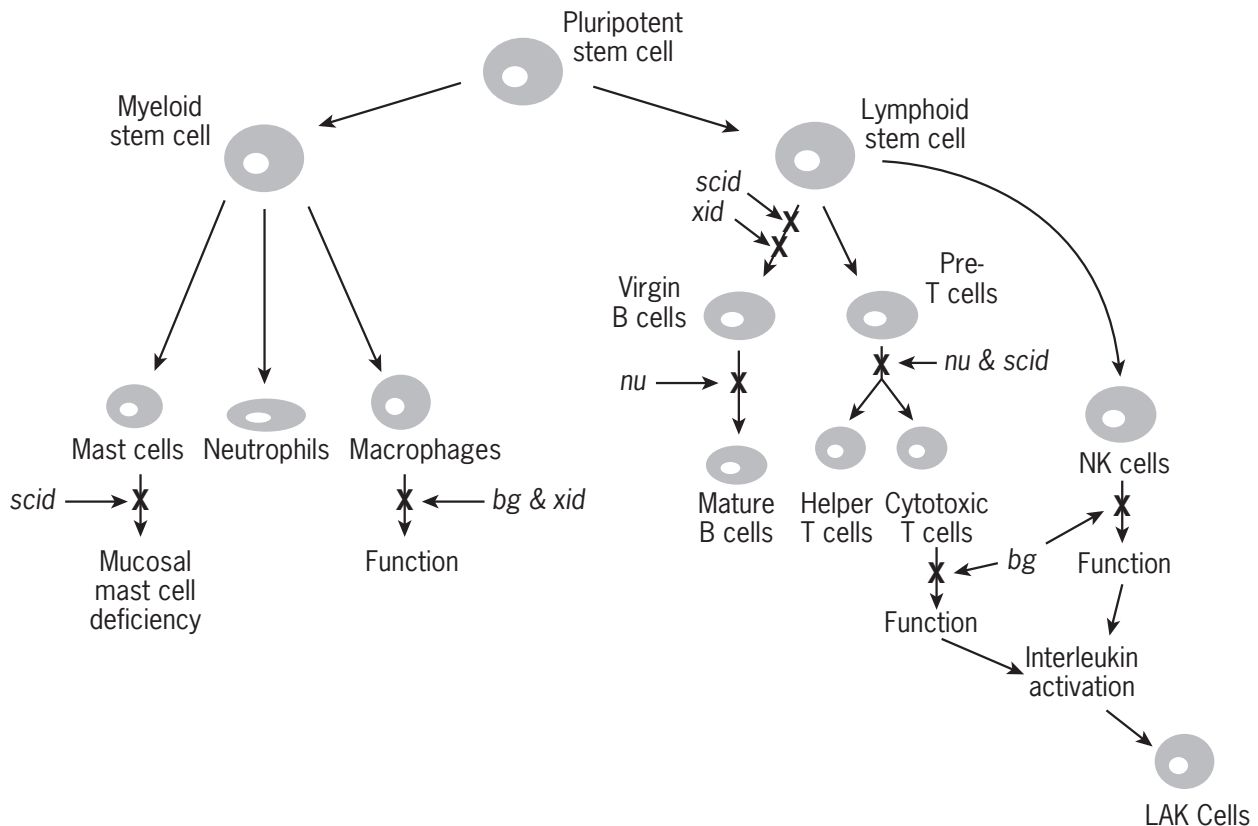 Pluripotent
stem cell
Myeloid
stem cell
Lymphoid
stem cell
scid
xid
Pre-
T cells
Virgin
B cells
nu
nu & scid
Mast cells
Neutrophils
Macrophages
NK cells
scid
bg & xid
Mature
B cells
Helper
T cells
Cytotoxic
T cells
Mucosal
mast cell
deficiency
Function
bg
Function
Function
Interleukin
activation
LAK Cells